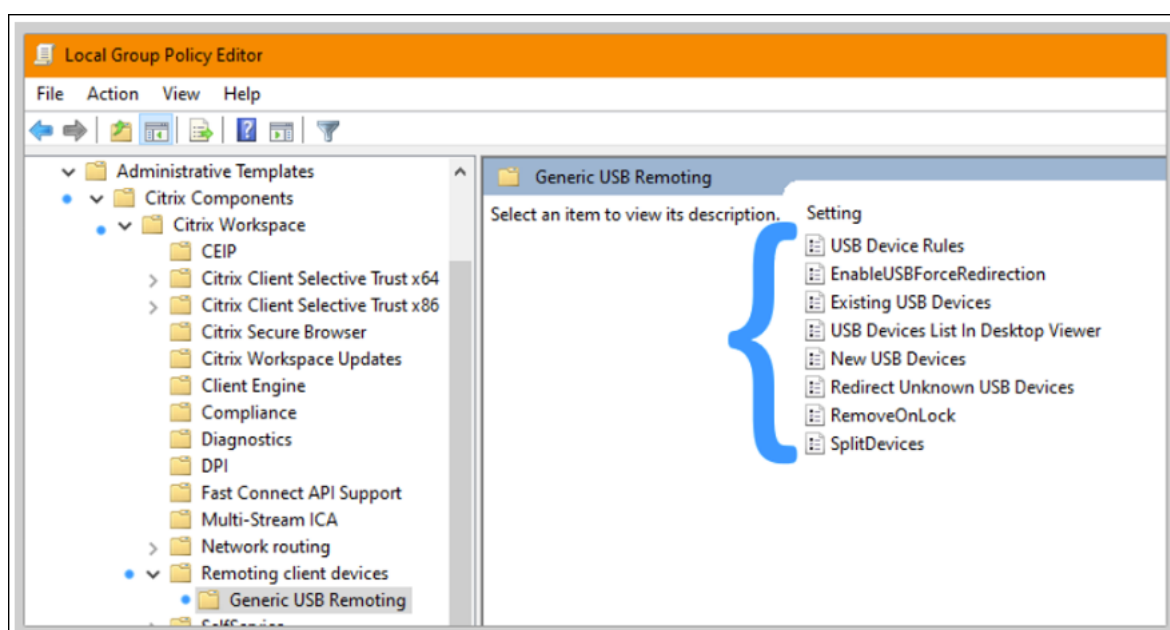 Local Group Policy Editor
File Action View Help
Administrative Templates
Citrix Components
Citrix Workspace
CEIP
Citrix Client Selective Trust x64
Citrix Client Selective Trust x86
Citrix Secure Browser
Citrix Workspace Updates
Client Engine
Compliance
Diagnostics
DPI
Fast Connect API Support
Multi-Stream ICA
Network routing
Remoting client devices
Generic USB Remoting
Generic USB Remoting
Select an item to view its description.
Setting
USB Device Rules
EnableUSBForceRedirection
Existing USB Devices
USB Devices List In Desktop Viewer
New USB Devices
Redirect Unknown USB Devices
RemoveOnLock
SplitDevices